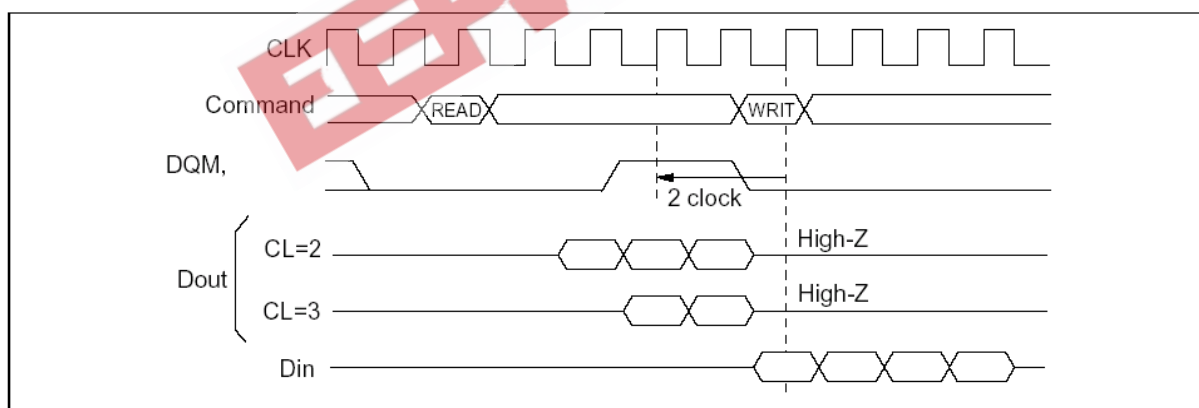 CLK
Command READ WRIT
DQM,
2 clock
CL=2 High-Z
Dout
CL=3 High-Z
Din